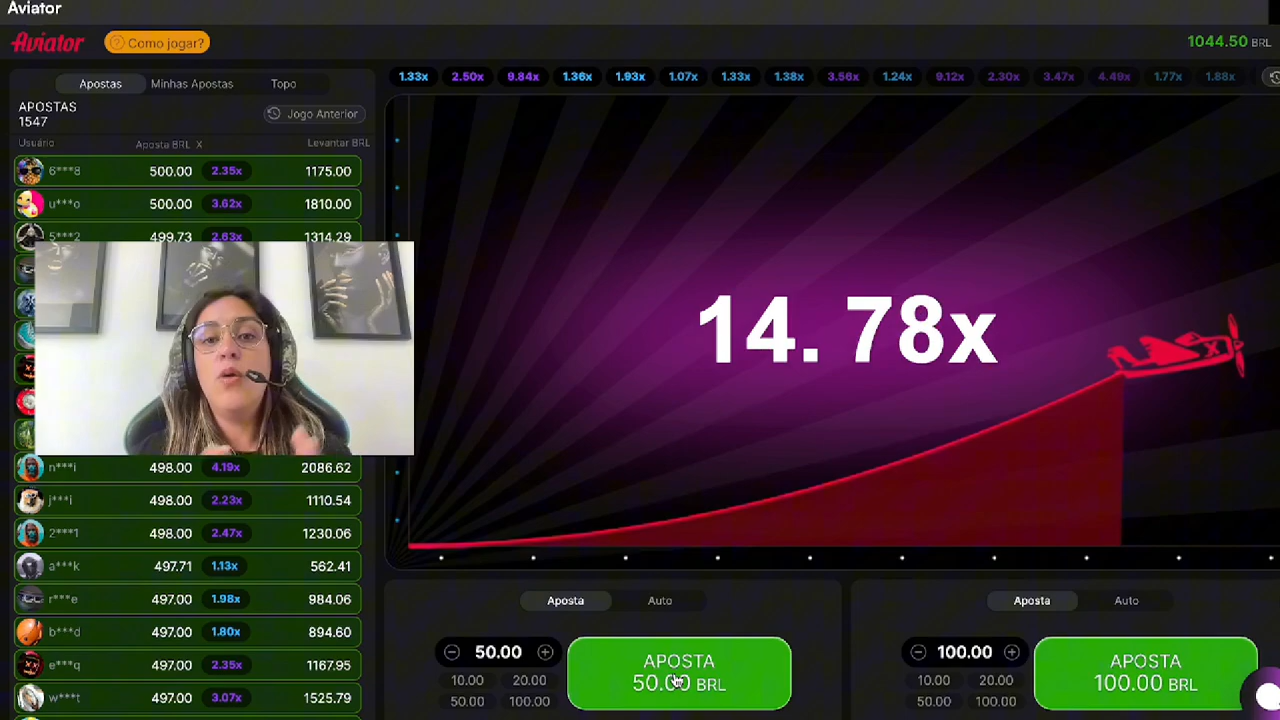 Aviator
Aviator
? Como jogar?
1044.50 BRL
1.33x 2.50x 9.84x 1.36x 1.93x 1.07x 1.33x 1.38x 3.56x 1.24x 9.12x 2.30x 3.47x 4.49x 1.77x 1.88x
Apostas Minhas Apostas Topo
APOSTAS
1547
Jogo Anterior
Usuário Aposta BRL X Levantar BRL
6***8 500.00 2.35x 1175.00
u***o 500.00 3.62x 1810.00
5***2 499.73 2.63x 1314.29
n***i 498.00 4.19x 2086.62
j***i 498.00 2.23x 1110.54
2***1 498.00 2.47x 1230.06
a***k 497.71 1.13x 562.41
r***e 497.00 1.98x 984.06
b***d 497.00 1.80x 894.60
e***q 497.00 2.35x 1167.95
w***t 497.00 3.07x 1525.79
14. 78x
X
Aposta Auto
50.00
10.00 20.00
50.00 100.00
APOSTA
50.00 BRL
Aposta Auto
100.00
10.00 20.00
50.00 100.00
APOSTA
100.00 BRL